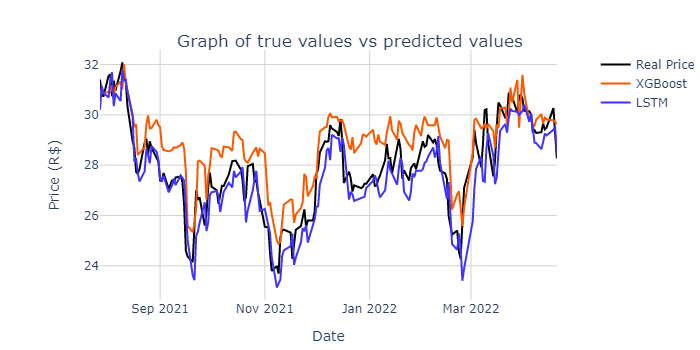 Graph of true values vs predicted values
Real Price
XGBoost
LSTM
Price (R$)
32
30
28
26
24
Sep 2021
Nov 2021
Jan 2022
Mar 2022
Date